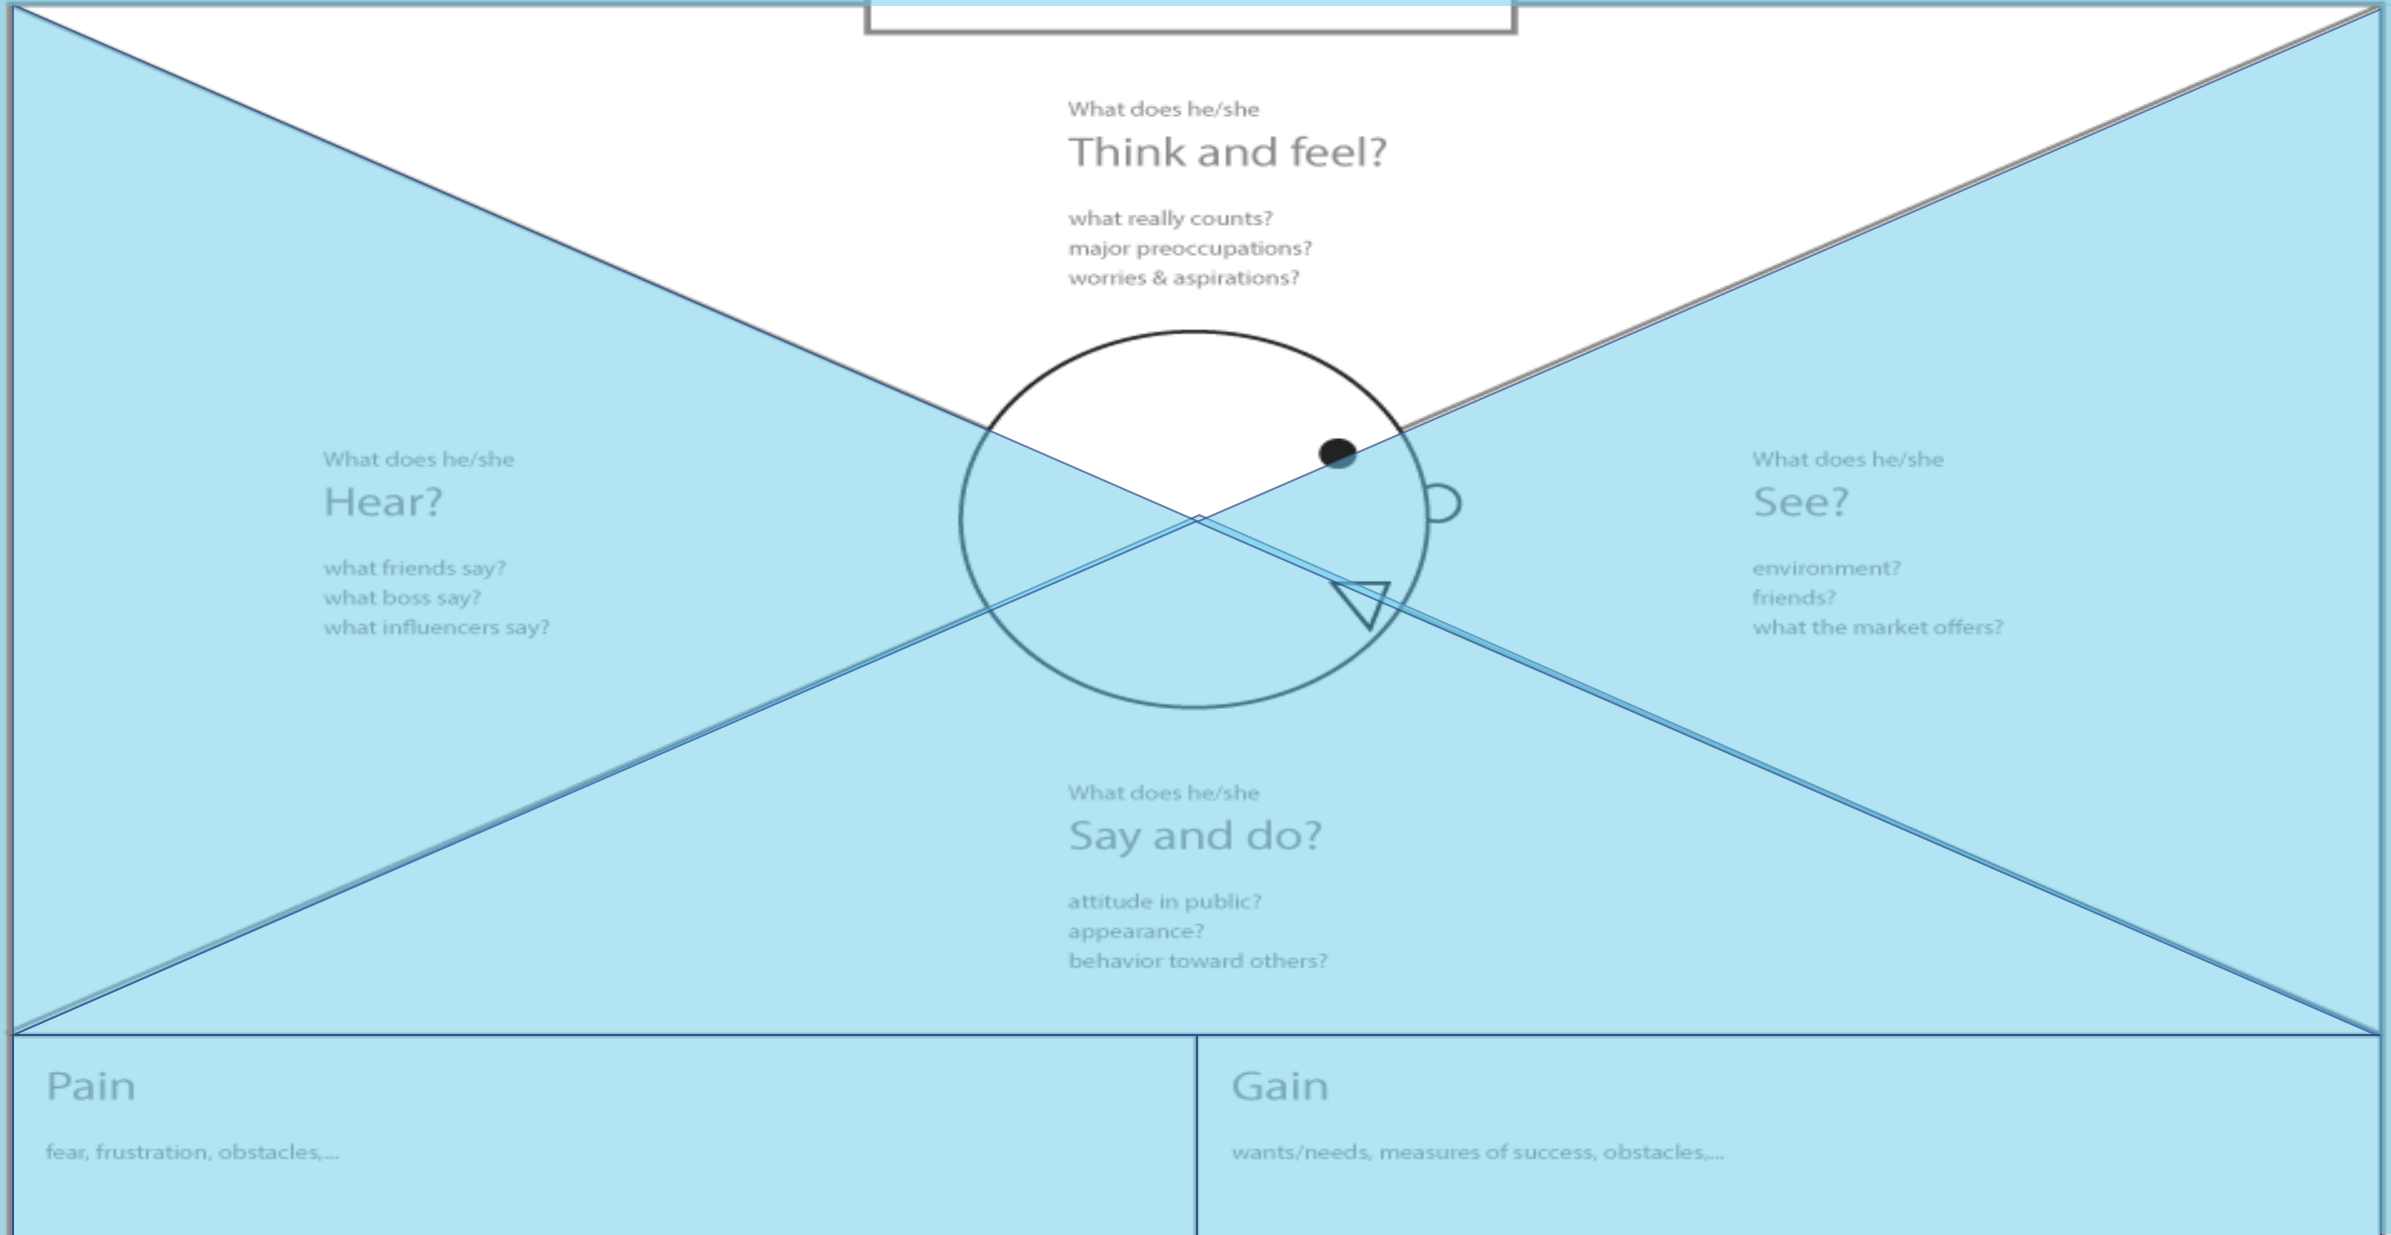 What does he/she
Think and feel?
what really counts?
major preoccupations?
worries & aspirations?
What does he/she
Hear?
what friends say?
what boss say?
what influencers say?
What does he/she
See?
environment?
friends?
what the market offers?
What does he/she
Say and do?
attitude in public?
appearance?
behavior toward others?
Pain
fear, frustration, obstacles,...
Gain
wants/needs, measures of success, obstacles,...